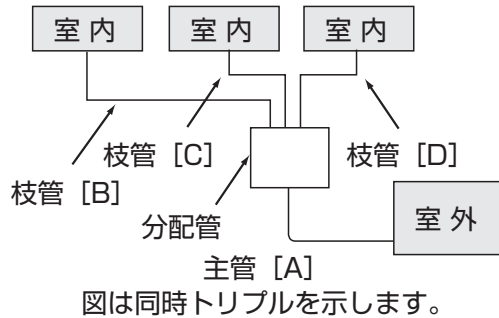 室内 室内 室内
枝管［C］ 枝管［D］
枝管［B］
分配管
室外
主管［A］
図は同時トリプルを示します。